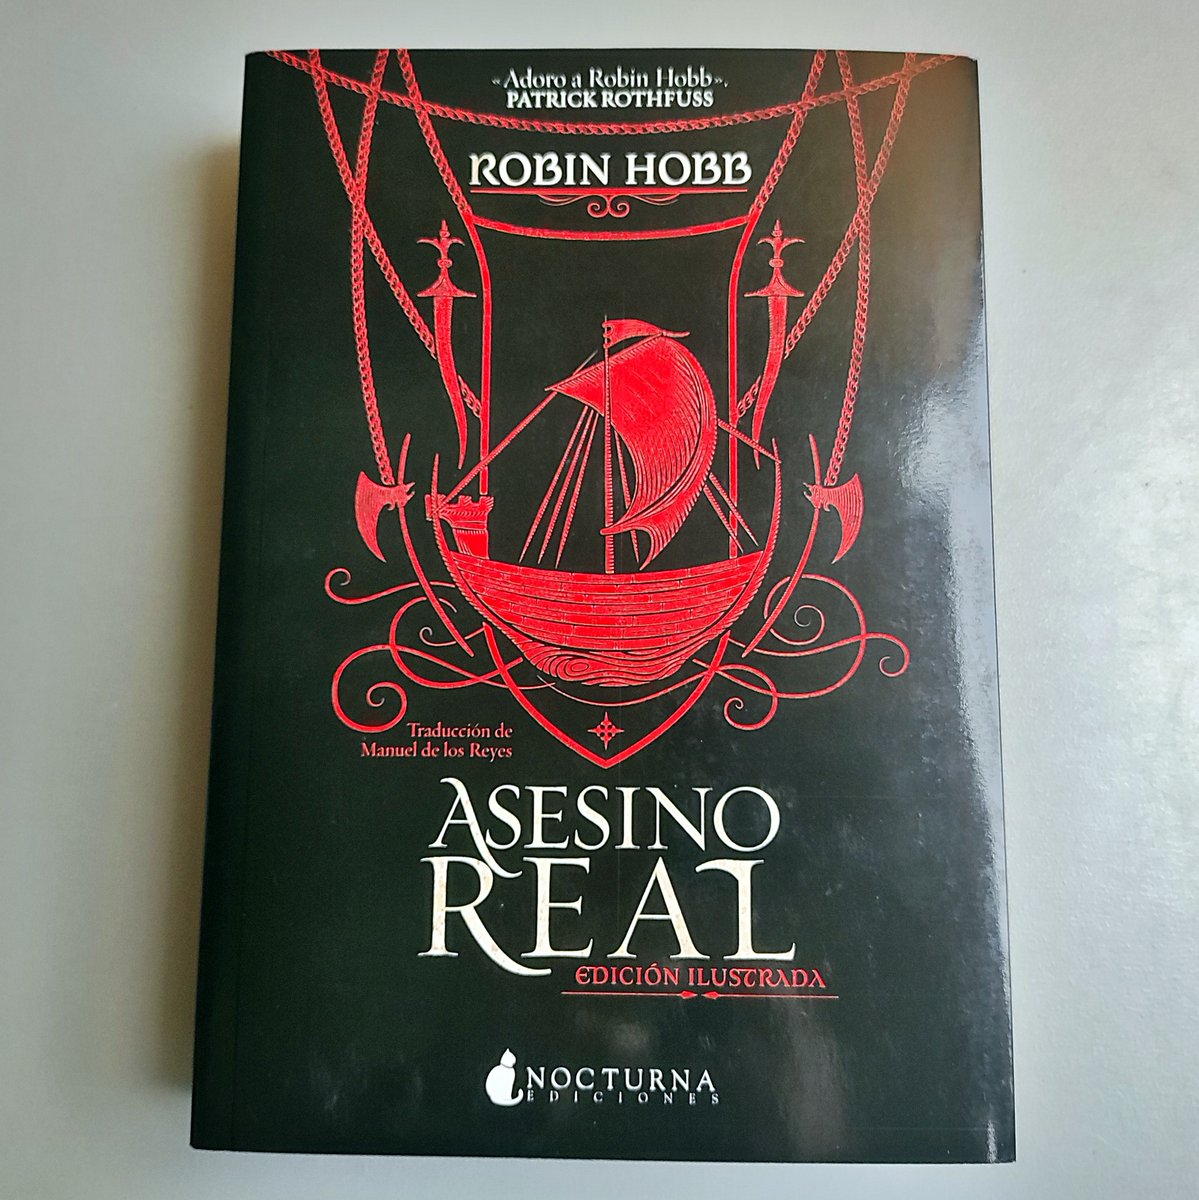 «Adoro a Robin Hobb».
PATRICK ROTHFUSS
ROBIN HOBB
Traducción de
Manuel de los Reyes
ASESINO
REAL
EDICIÓN ILUSTRADA
NOCTURNA
EDICIONES